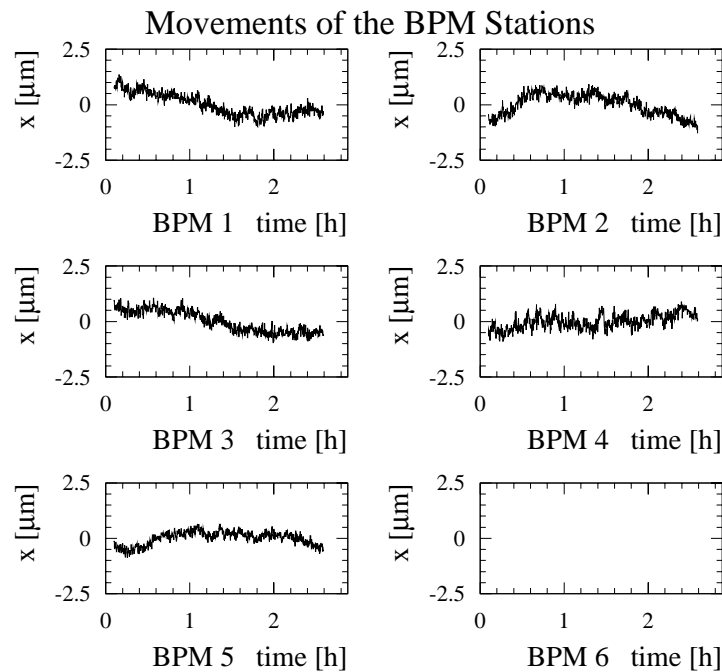 Movements of the BPM Stations
x [μm]
2.5
0
-2.5
0 1 2
BPM 1 time [h]
x [μm]
2.5
0
-2.5
0 1 2
BPM 2 time [h]
x [μm]
2.5
0
-2.5
0 1 2
BPM 3 time [h]
x [μm]
2.5
0
-2.5
0 1 2
BPM 4 time [h]
x [μm]
2.5
0
-2.5
0 1 2
BPM 5 time [h]
x [μm]
2.5
0
-2.5
0 1 2
BPM 6 time [h]